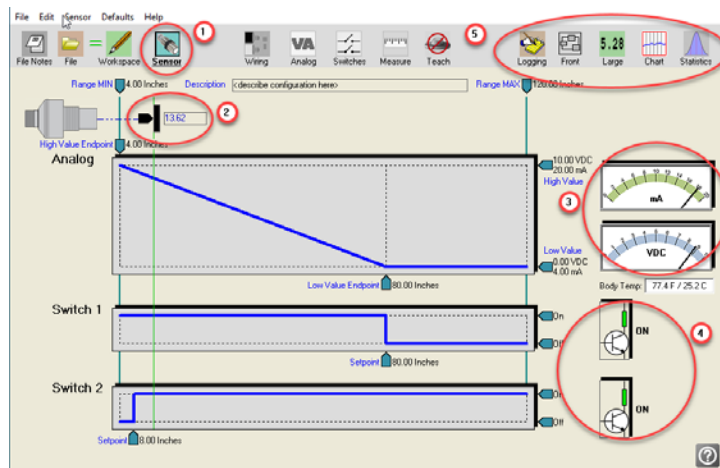 File Edit Sensor Defaults Help
1
5
5.28
File Notes File = Workspace Sensor Wiring Analog Switches Measure Teach Logging Front Large Chart Statistics
Range MIN 4.00 Inches Description <describe configuration here> Range MAX 120.00 Inches
13.62
2
High Value Endpoint 4.00 Inches
Analog
10.00 VDC
20.00 mA
High Value
3
mA
VDC
Low Value
0.00 VDC
4.00 mA
Low Value Endpoint 80.00 Inches
Body Temp: 77.4 F / 25.2 C
Switch 1
On
Off
Setpoint 80.00 Inches
ON
4
Switch 2
On
Off
Setpoint 8.00 Inches
ON
?